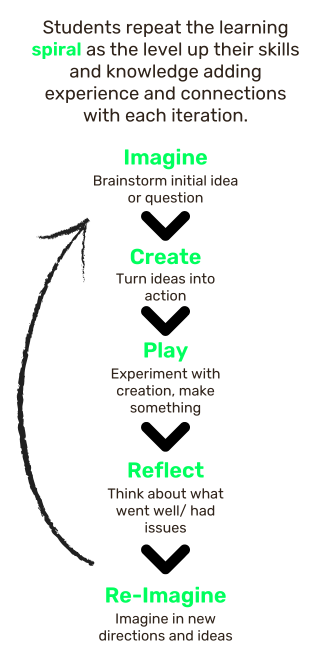 Students repeat the learning
spiral as the level up their skills
and knowledge adding
experience and connections
with each iteration.
Imagine
Brainstorm initial idea
or question
Create
Turn ideas into
action
Play
Experiment with
creation, make
something
Reflect
Think about what
went well/ had
issues
Re-Imagine
Imagine in new
directions and ideas